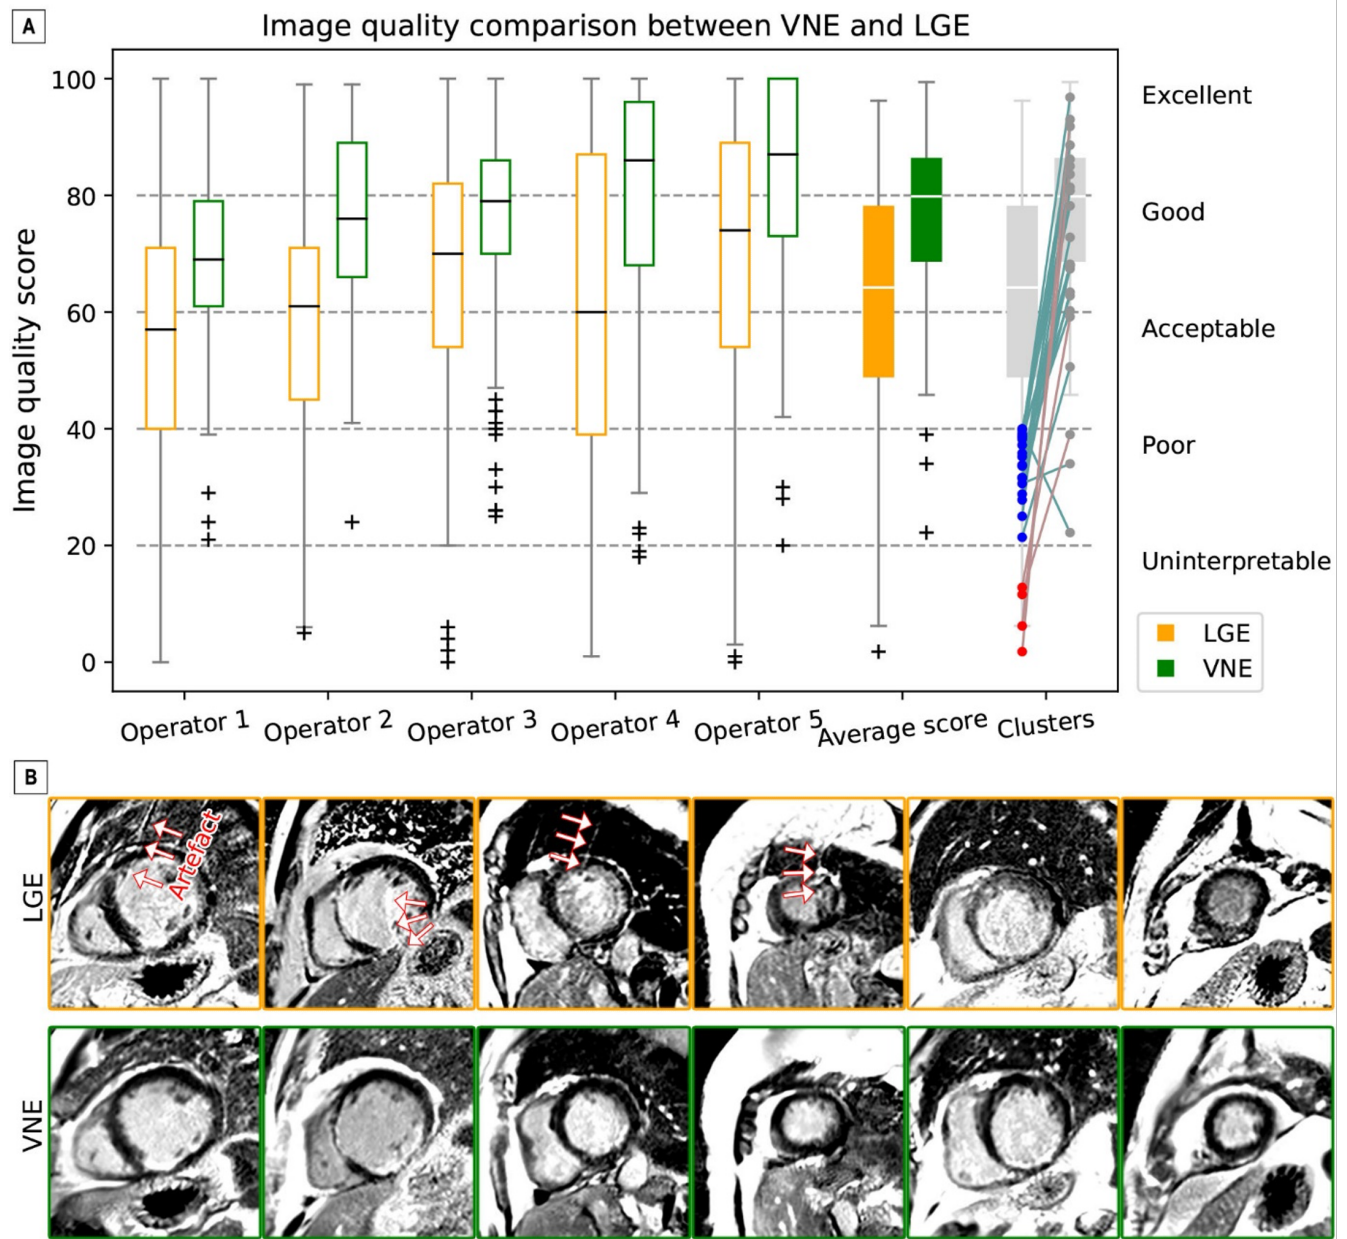 A
Image quality comparison between VNE and LGE
Image quality score
100
80
60
40
20
0
Excellent
Good
Acceptable
Poor
Uninterpretable
LGE
VNE
Operator 1
Operator 2
Operator 3
Operator 4
Operator 5
Average score
Clusters
B
LGE
Artefact
VNE